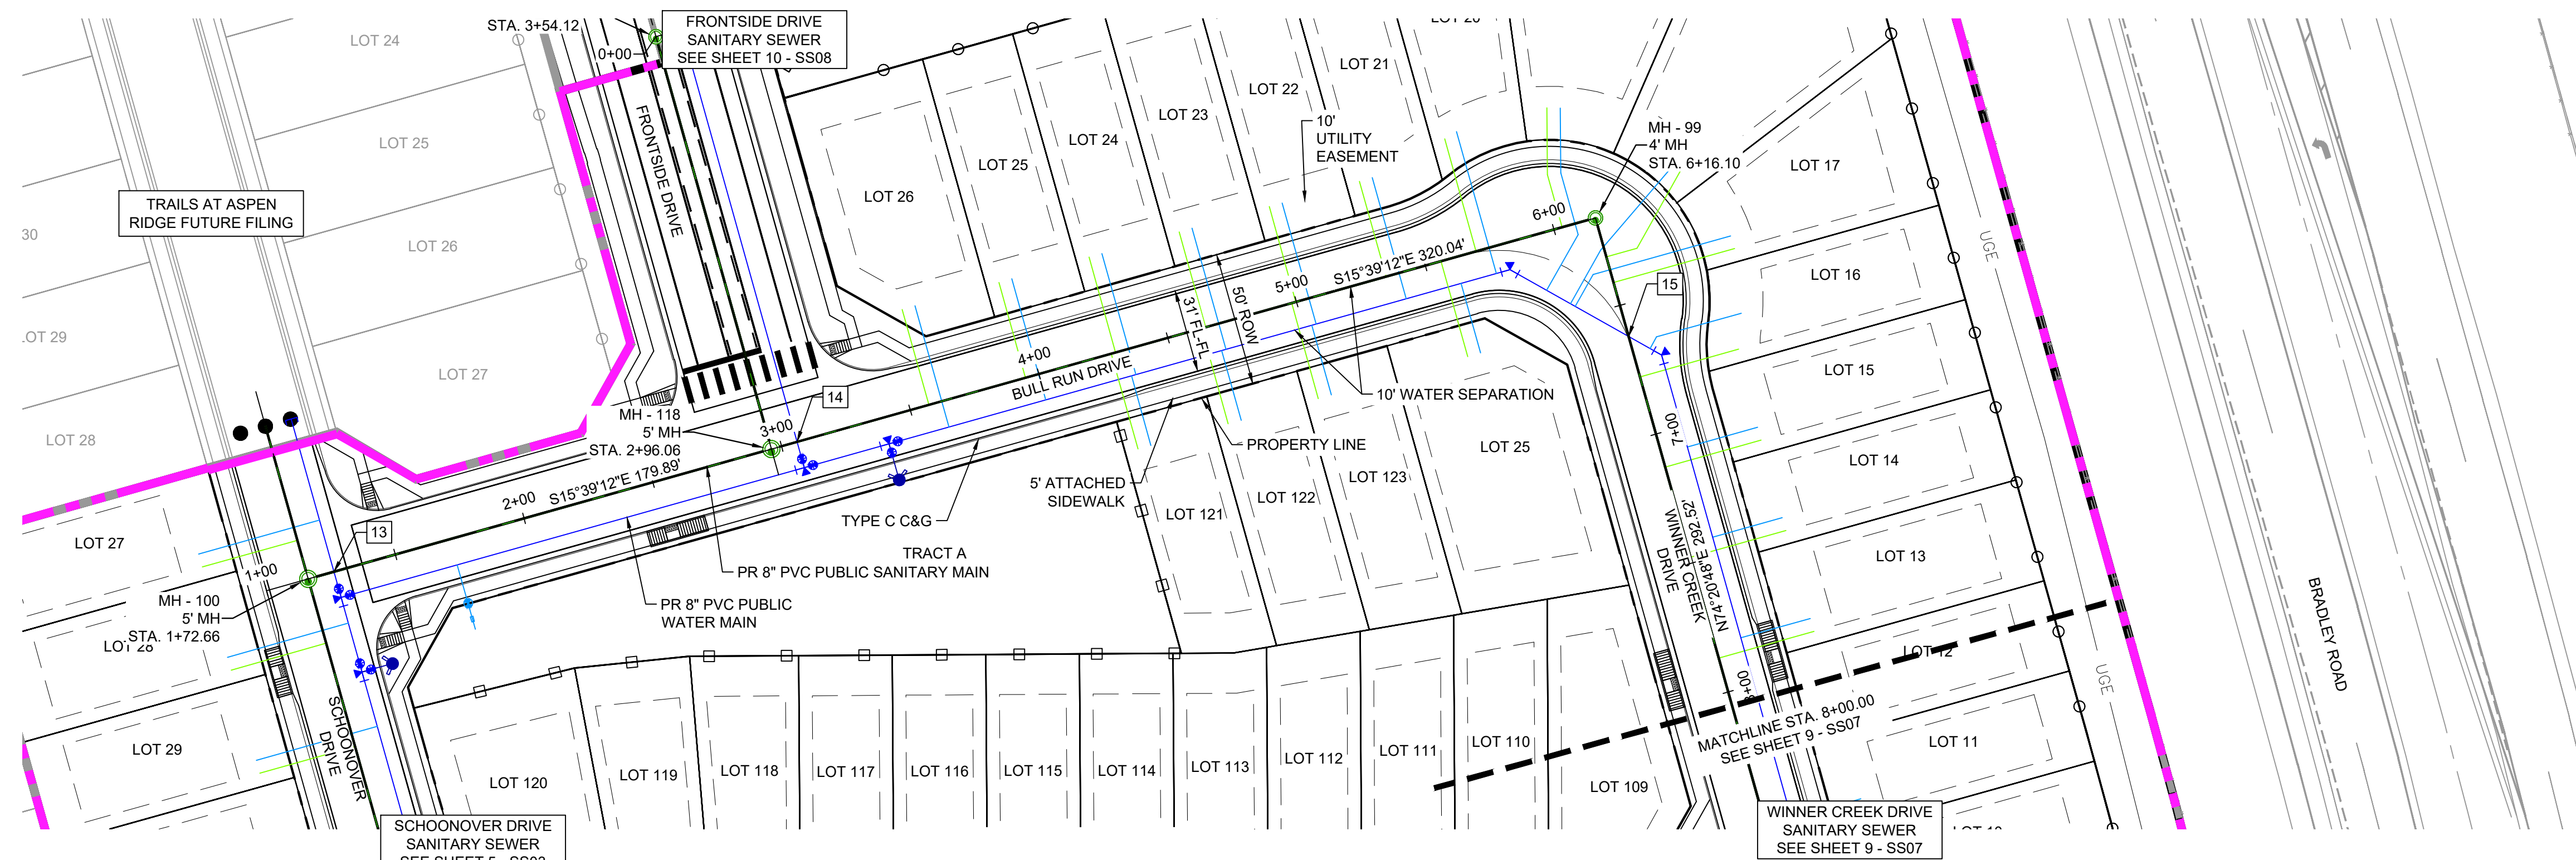 STA. 3+54.12
0+00
FRONTSIDE DRIVE
SANITARY SEWER
SEE SHEET 10 - SS08
LOT 24
LOT 25
LOT 26
LOT 27
LOT 28
LOT 29
30
TRAILS AT ASPEN
RIDGE FUTURE FILING
FRONTSIDE DRIVE
LOT 26
LOT 25
LOT 24
LOT 23
LOT 22
LOT 21
LOT 20
10'
UTILITY
EASEMENT
MH - 99
4' MH
STA. 6+16.10
LOT 17
LOT 16
LOT 15
LOT 14
LOT 13
LOT 12
LOT 11
UGE
UGE
BRADLEY ROAD
6+00
S15°39'12"E 320.04'
5+00
50' ROW
31' FL-FL
4+00
BULL RUN DRIVE
15
14
10' WATER SEPARATION
MH - 118
5' MH
STA. 2+96.06
3+00
S15°39'12"E 179.89'
2+00
13
1+00
MH - 100
5' MH
STA. 1+72.66
LOT 27
LOT 28
LOT 29
PROPERTY LINE
5' ATTACHED
SIDEWALK
TYPE C C&G
TRACT A
PR 8" PVC PUBLIC SANITARY MAIN
PR 8" PVC PUBLIC
WATER MAIN
LOT 121
LOT 122
LOT 123
LOT 25
7+00
WINNER CREEK
DRIVE
N74°20'48"E 292.52'
8+00
MATCHLINE STA. 8+00.00
SEE SHEET 9 - SS07
SCHOONOVER
DRIVE
LOT 120
LOT 119
LOT 118
LOT 117
LOT 116
LOT 115
LOT 114
LOT 113
LOT 112
LOT 111
LOT 110
LOT 109
SCHOONOVER DRIVE
SANITARY SEWER
SEE SHEET 5 - SS03
WINNER CREEK DRIVE
SANITARY SEWER
SEE SHEET 9 - SS07